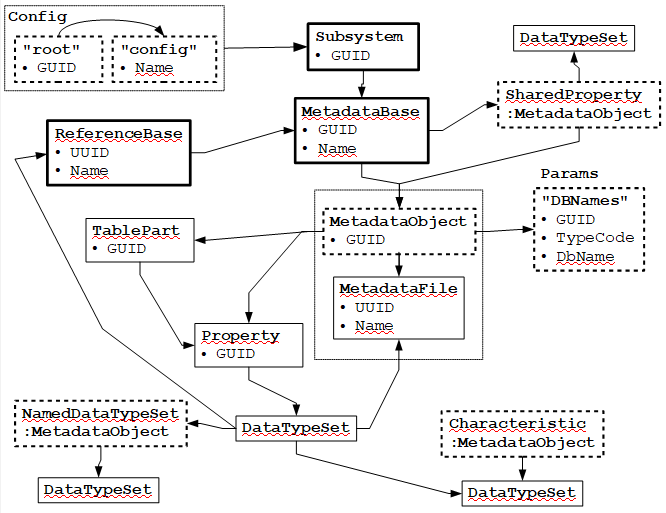 Config
"root"
• GUID
"config"
• Name
Subsystem
• GUID
DataTypeSet
SharedProperty
:MetadataObject
MetadataBase
• GUID
• Name
ReferenceBase
• UUID
• Name
Params
"DBNames"
• GUID
• TypeCode
• DbName
MetadataObject
• GUID
TablePart
• GUID
MetadataFile
• UUID
• Name
Property
• GUID
NamedDataTypeSet
:MetadataObject
DataTypeSet
Characteristic
:MetadataObject
DataTypeSet
DataTypeSet